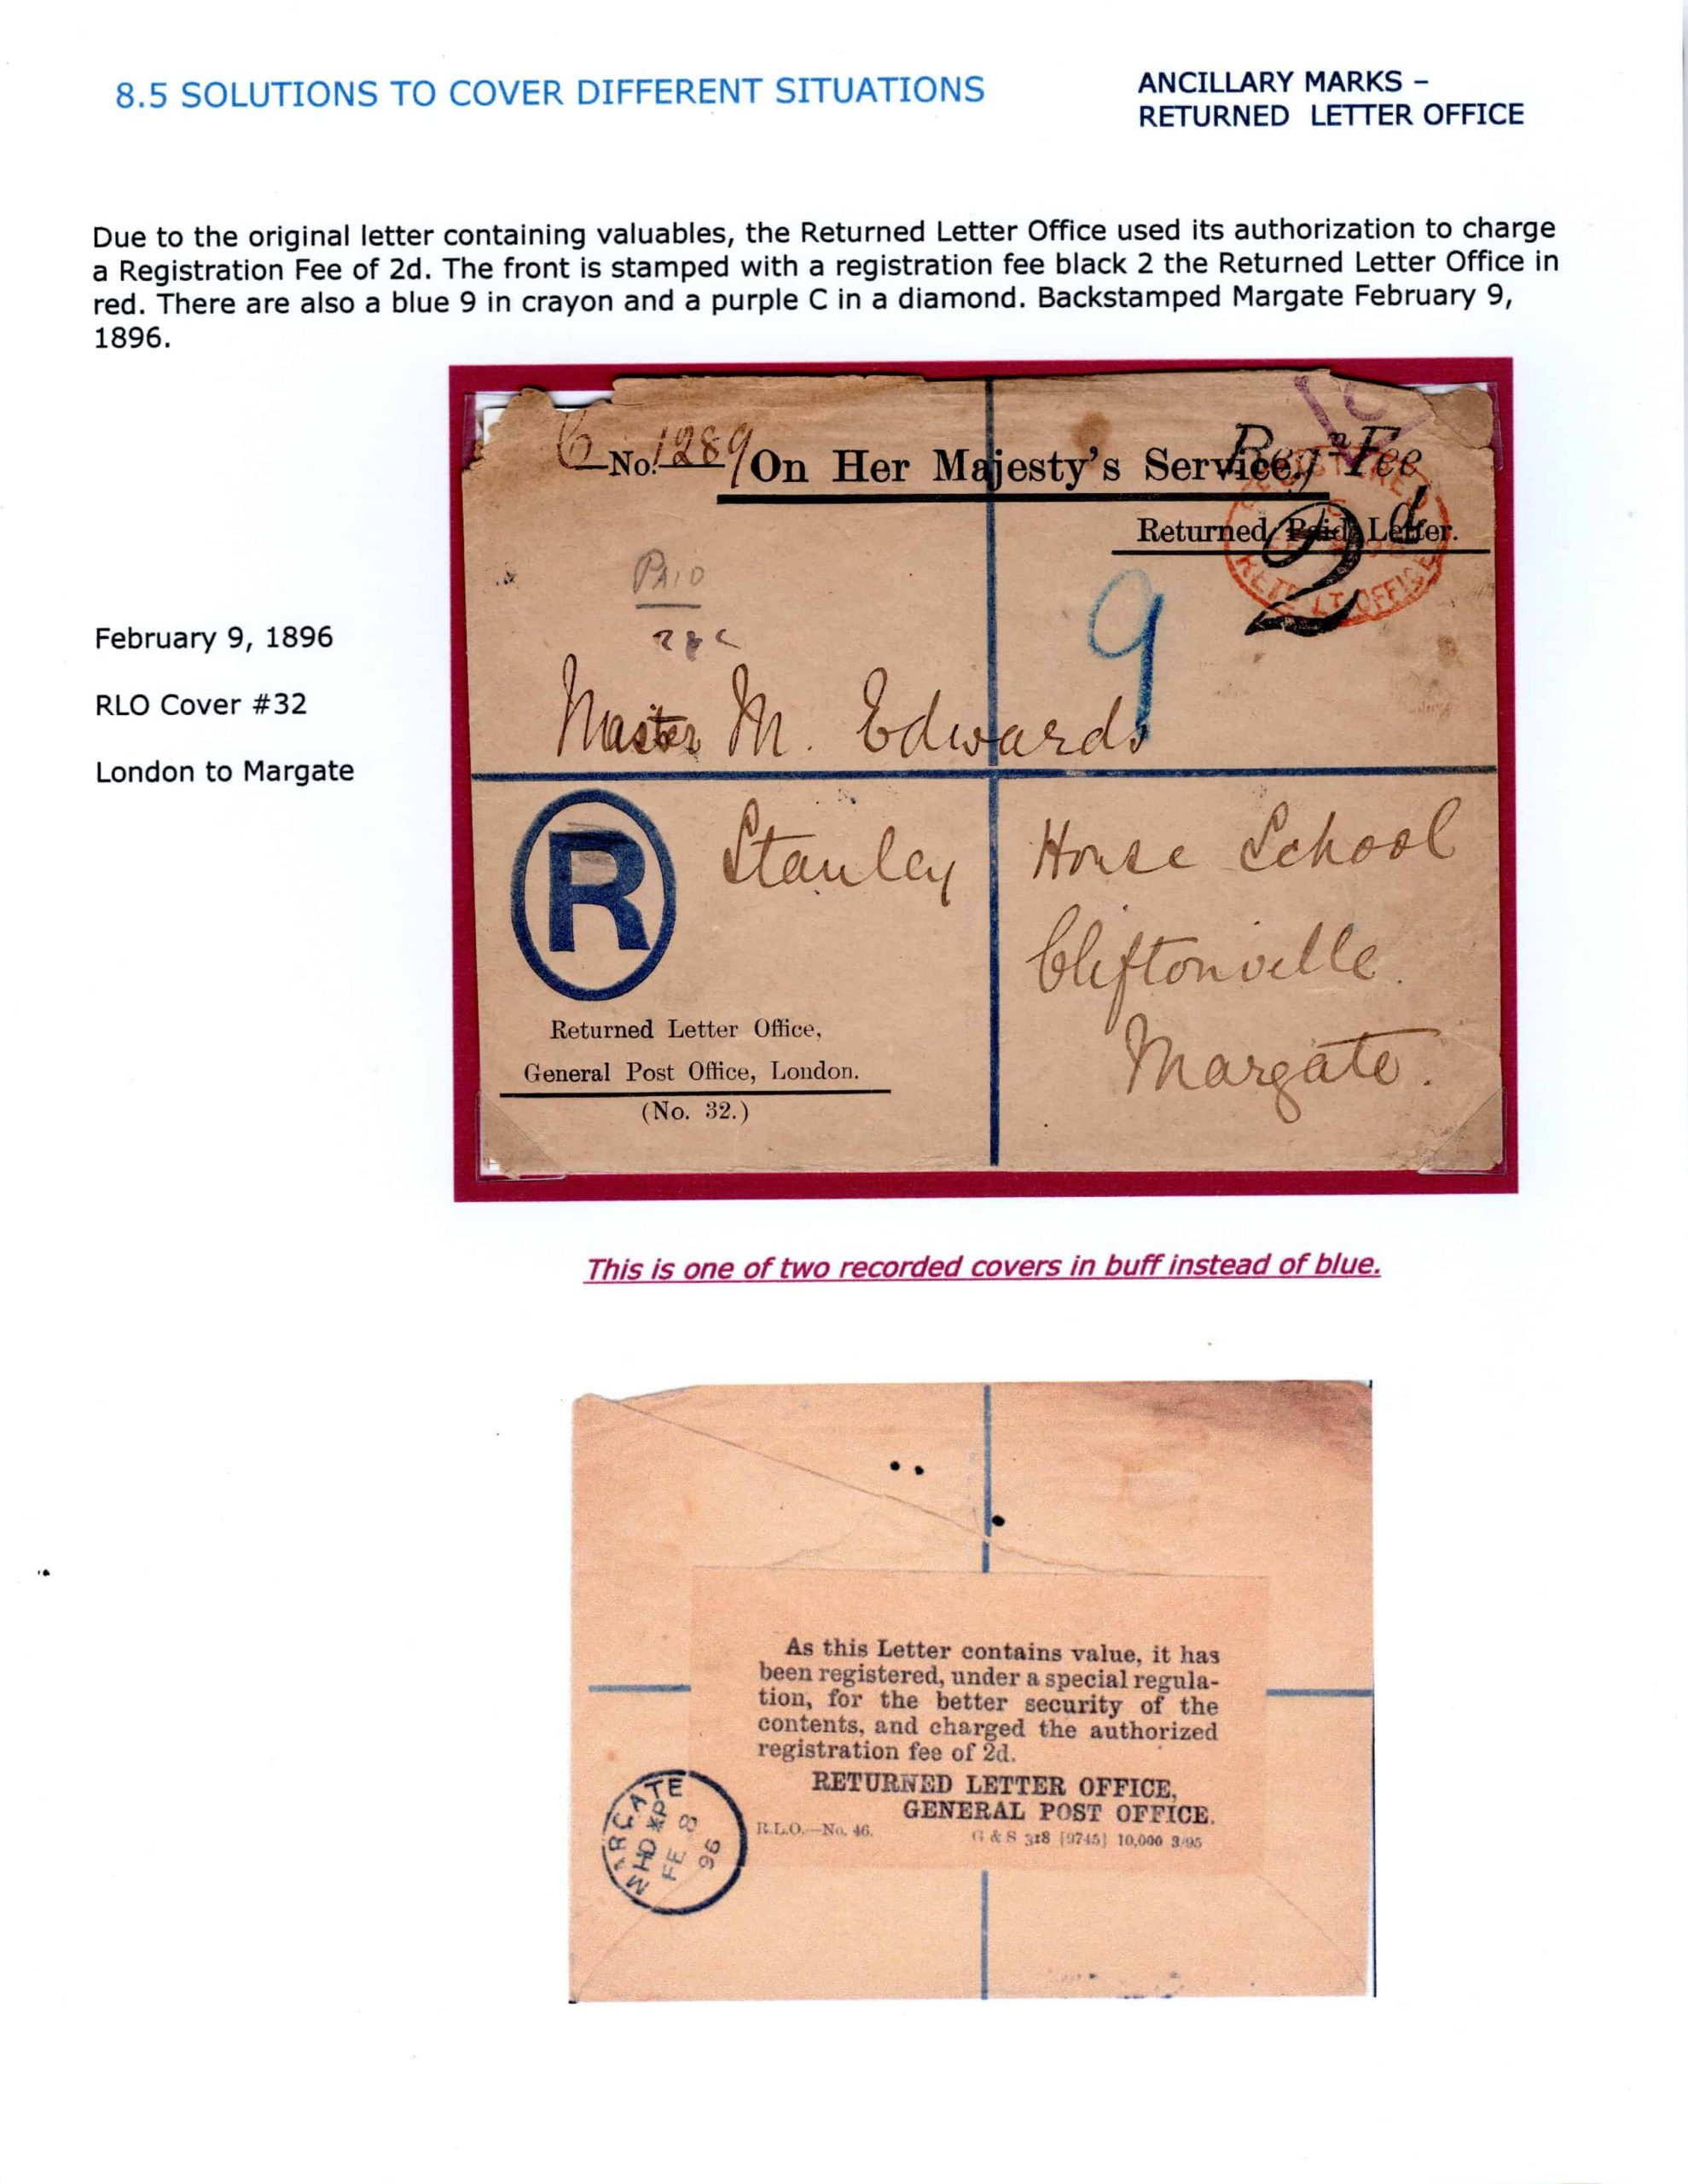 8.5 SOLUTIONS TO COVER DIFFERENT SITUATIONS
ANCILLARY MARKS –
RETURNED LETTER OFFICE
Due to the original letter containing valuables, the Returned Letter Office used its authorization to charge
a Registration Fee of 2d. The front is stamped with a registration fee black 2 the Returned Letter Office in
red. There are also a blue 9 in crayon and a purple C in a diamond. Backstamped Margate February 9,
1896.
February 9, 1896
RLO Cover #32
London to Margate
No. 1289 On Her Majesty's Service.
Regn Fee
2d
Returned Paid Letter.
REGISTERED
RETD LT OFFICE
C
PAID
9
Master M. Edwards
Stanley House School
Cliftonville.
Margate.
R
Returned Letter Office,
General Post Office, London.
(No. 32.)
This is one of two recorded covers in buff instead of blue.
As this Letter contains value, it has
been registered, under a special regula-
tion, for the better security of the
contents, and charged the authorized
registration fee of 2d.
RETURNED LETTER OFFICE,
GENERAL POST OFFICE.
R.L.O.—No. 46.
G & S 318 [9745] 10,000 3/95
MARGATE
FE 8
96